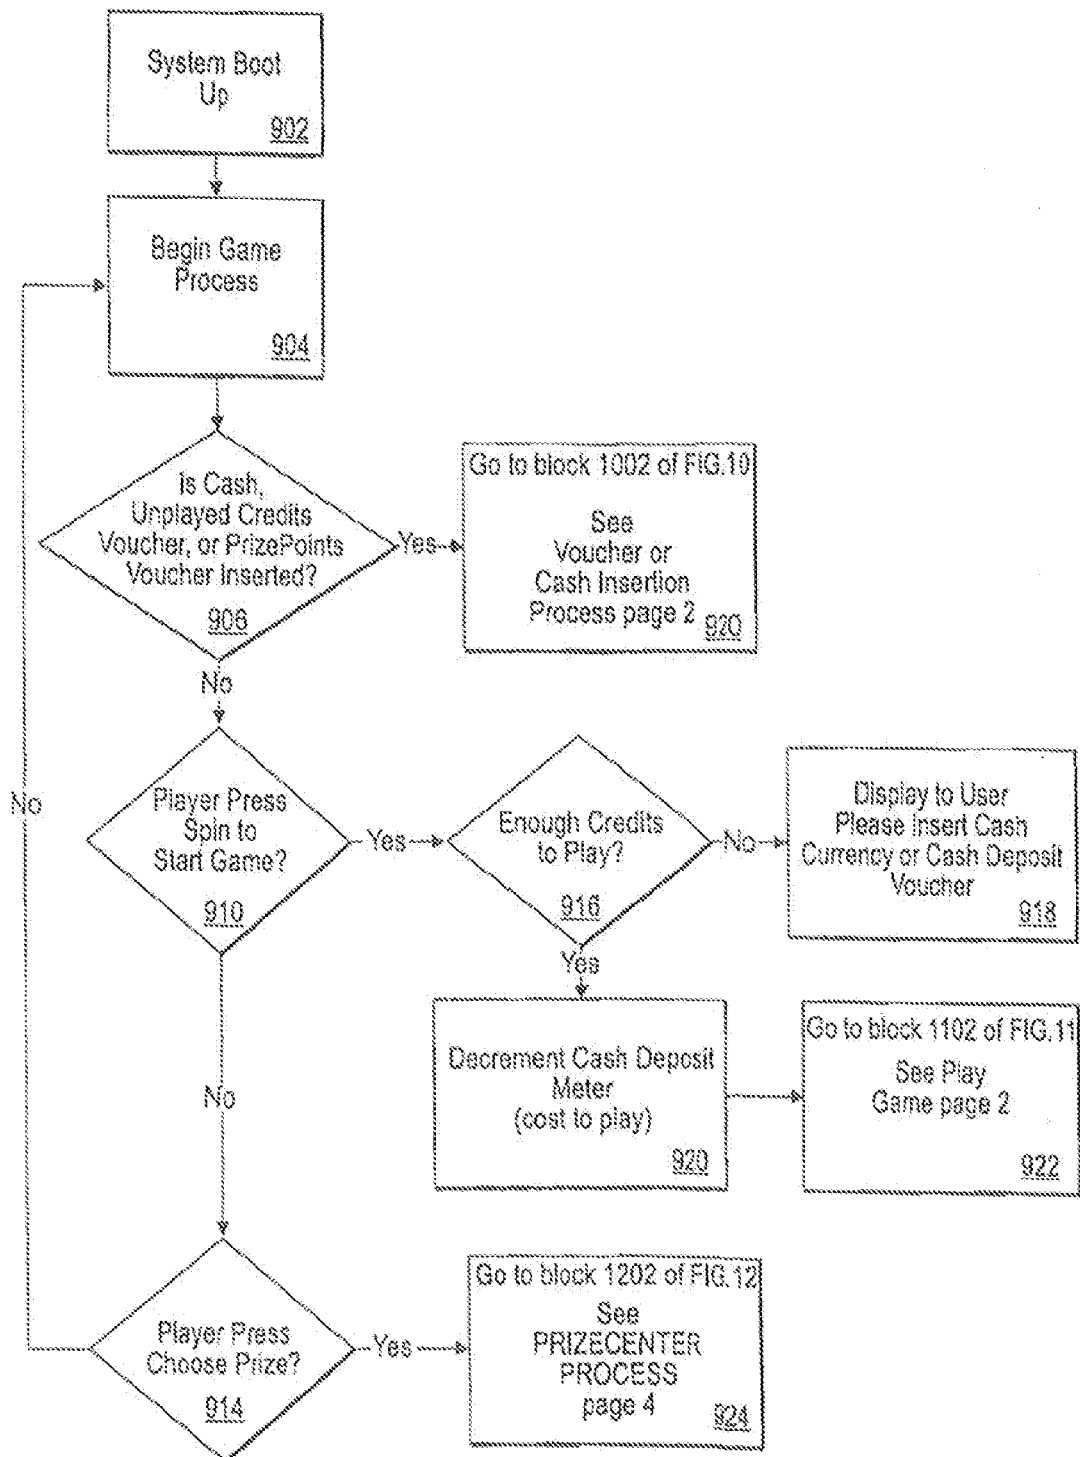 System Boot
Up
902
Begin Game
Process
904
Is Cash,
Unplayed Credits
Voucher, or PrizePoints
Voucher Inserted?
906
Yes
Go to block 1002 of FIG.10
See
Voucher or
Cash Insertion
Process page 2
920
No
No
Player Press
Spin to
Start Game?
910
Yes
Enough Credits
to Play?
916
No
Display to User
Please Insert Cash
Currency or Cash Deposit
Voucher
918
Yes
Decrement Cash Deposit
Meter
(cost to play)
920
Go to block 1102 of FIG.11
See Play
Game page 2
922
No
Player Press
Choose Prize?
914
Yes
Go to block 1202 of FIG.12
See
PRIZECENTER
PROCESS
page 4
924